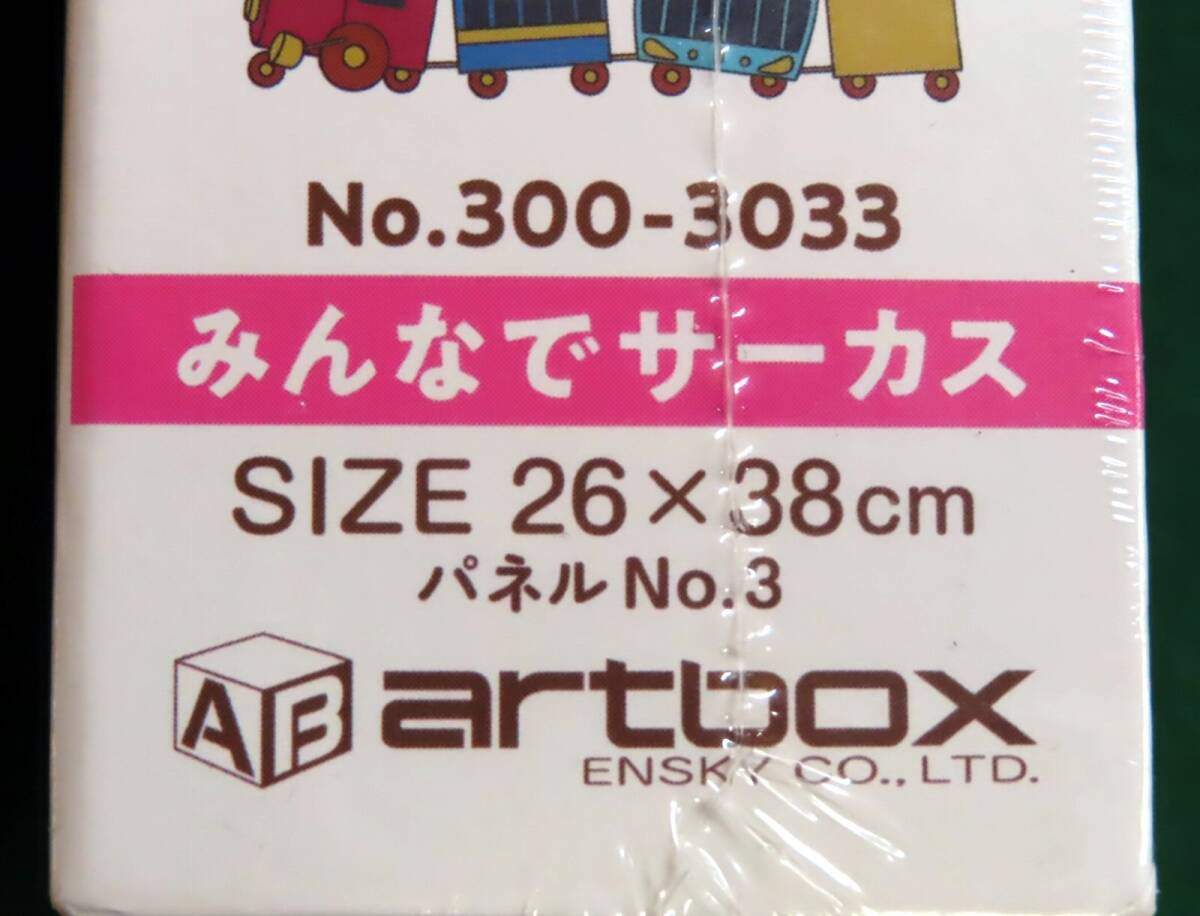 No.300-3033
みんなでサーカス
SIZE 26×38cm
パネルNo.3
AB artbox
ENSKY CO., LTD.